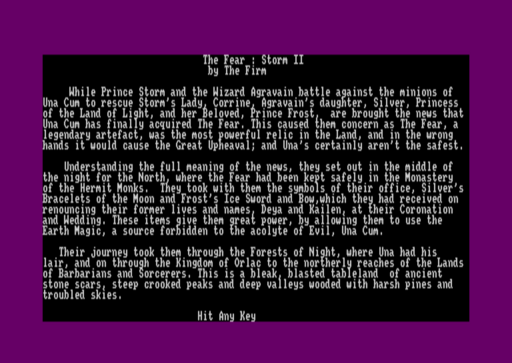 The Fear : Storm II
by The Firm
While Prince Storm and the Wizard Agravain battle against the minions of
Una Cum to rescue Storm's Lady, Corrine, Agravain's daughter, Silver, Princess
of the Land of Light, and her Beloved, Prince Frost,  are brought the news that
Una Cum has finally acquired The Fear. This caused them concern as The Fear, a
legendary artefact, was the most powerful relic in the Land, and in the wrong
hands it would cause the Great Upheaval; and Una's certainly aren't the safest.
Understanding the full meaning of the news, they set out in the middle of
the night for the North, where the Fear had been kept safely in the Monastery
of the Hermit Monks.  They took with them the symbols of their office, Silver's
Bracelets of the Moon and Frost's Ice Sword and Bow,which they had received on
renouncing their former lives and names, Deya and Kailen, at their Coronation
and Wedding. These items give them great power, by allowing them to use the
Earth Magic, a source forbidden to the acolyte of Evil, Una Cum.
Their journey took them through the Forests of Night, where Una had his
lair, and on through the Kingdom of Orlac to the northerly reaches of the Lands
of Barbarians and Sorcerers. This is a bleak, blasted tableland  of ancient
stone scars, steep crooked peaks and deep valleys wooded with harsh pines and
troubled skies.
Hit Any Key